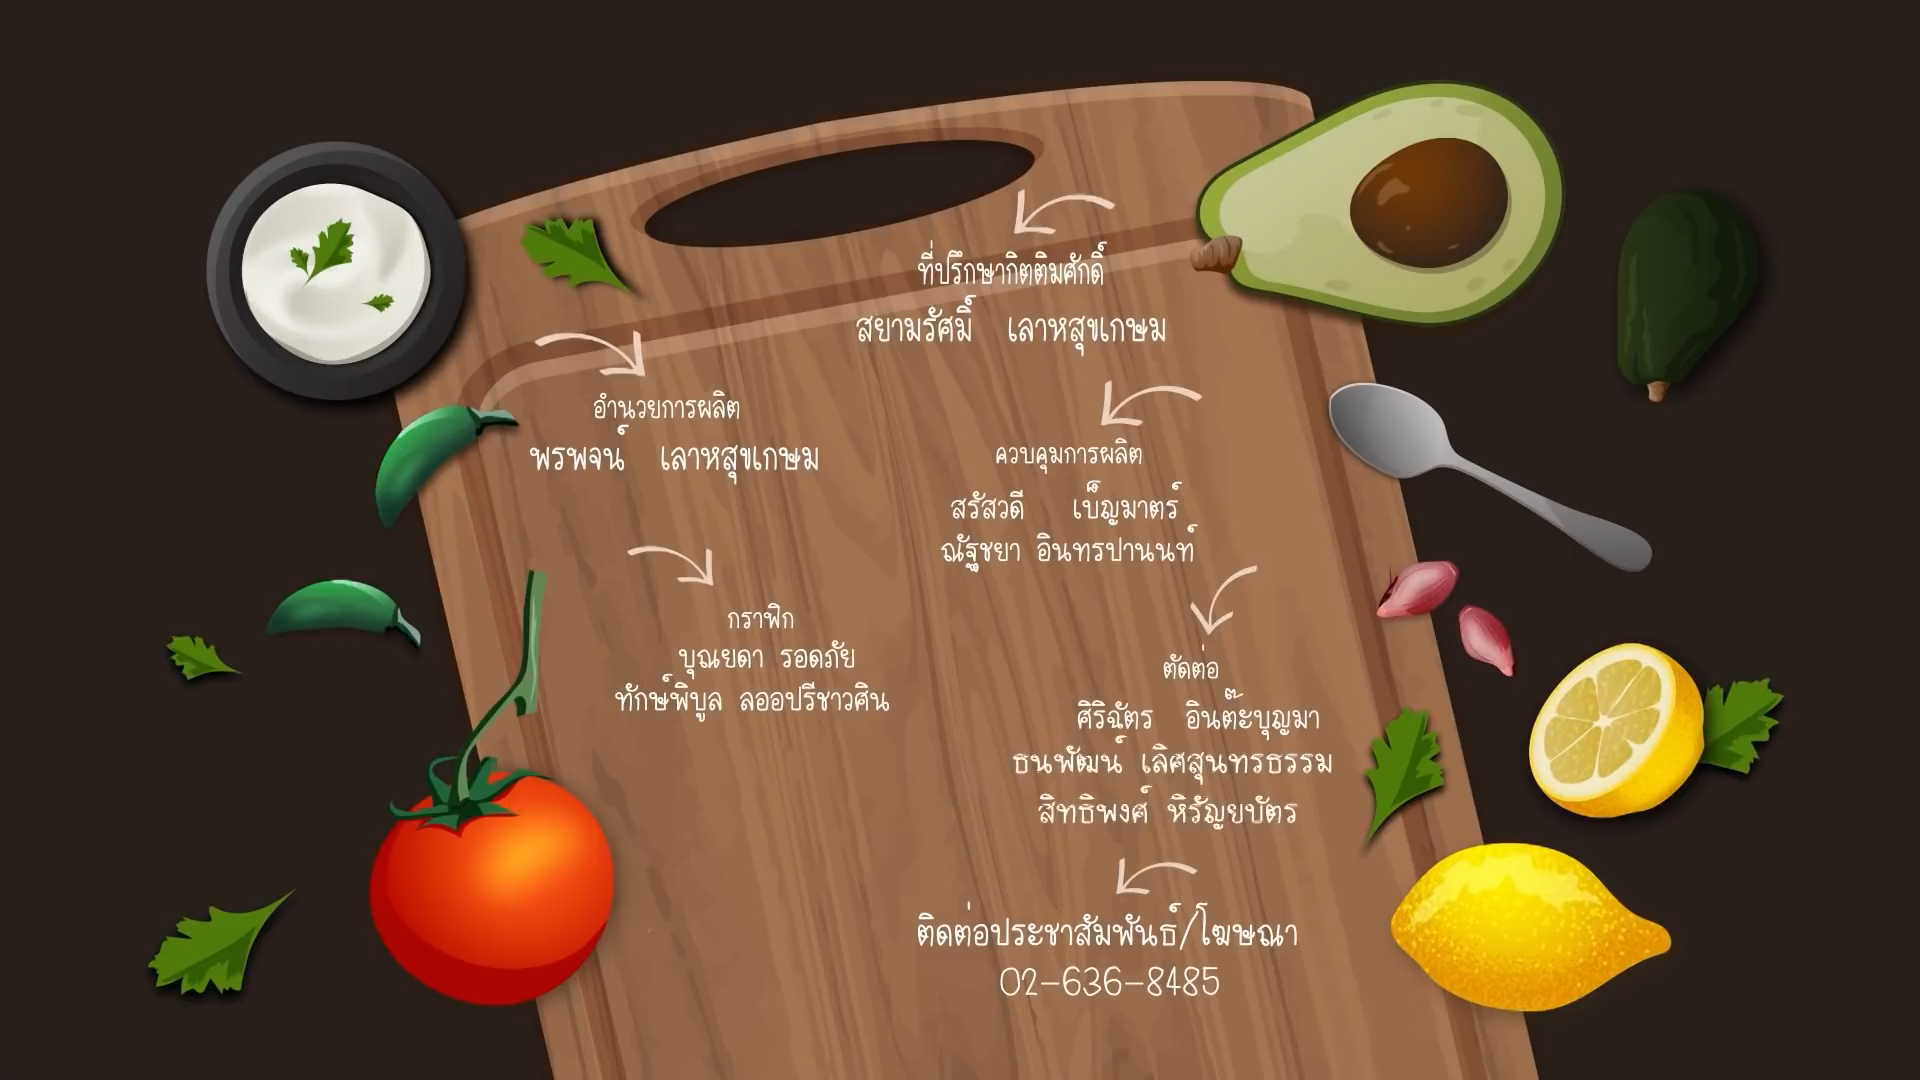 ที่ปรึกษากิตติมศักดิ์
สยามรัศมิ์ เลาหสุขเกษม
อำนวยการผลิต
พรพจน์ เลาหสุขเกษม
ควบคุมการผลิต
สรัสวดี เบ็ญมาตร์
ณัฐชยา อินทรปานนท์
กราฟิก
บุณยดา รอดภัย
ทักษ์พิบูล ลออปรีชาวศิน
ตัดต่อ
ศิริฉัตร อินต๊ะบุญมา
ธนพัฒน์ เลิศสุนทรธรรม
สิทธิพงศ์ หิรัญยบัตร
ติดต่อประชาสัมพันธ์/โฆษณา
02-636-8485